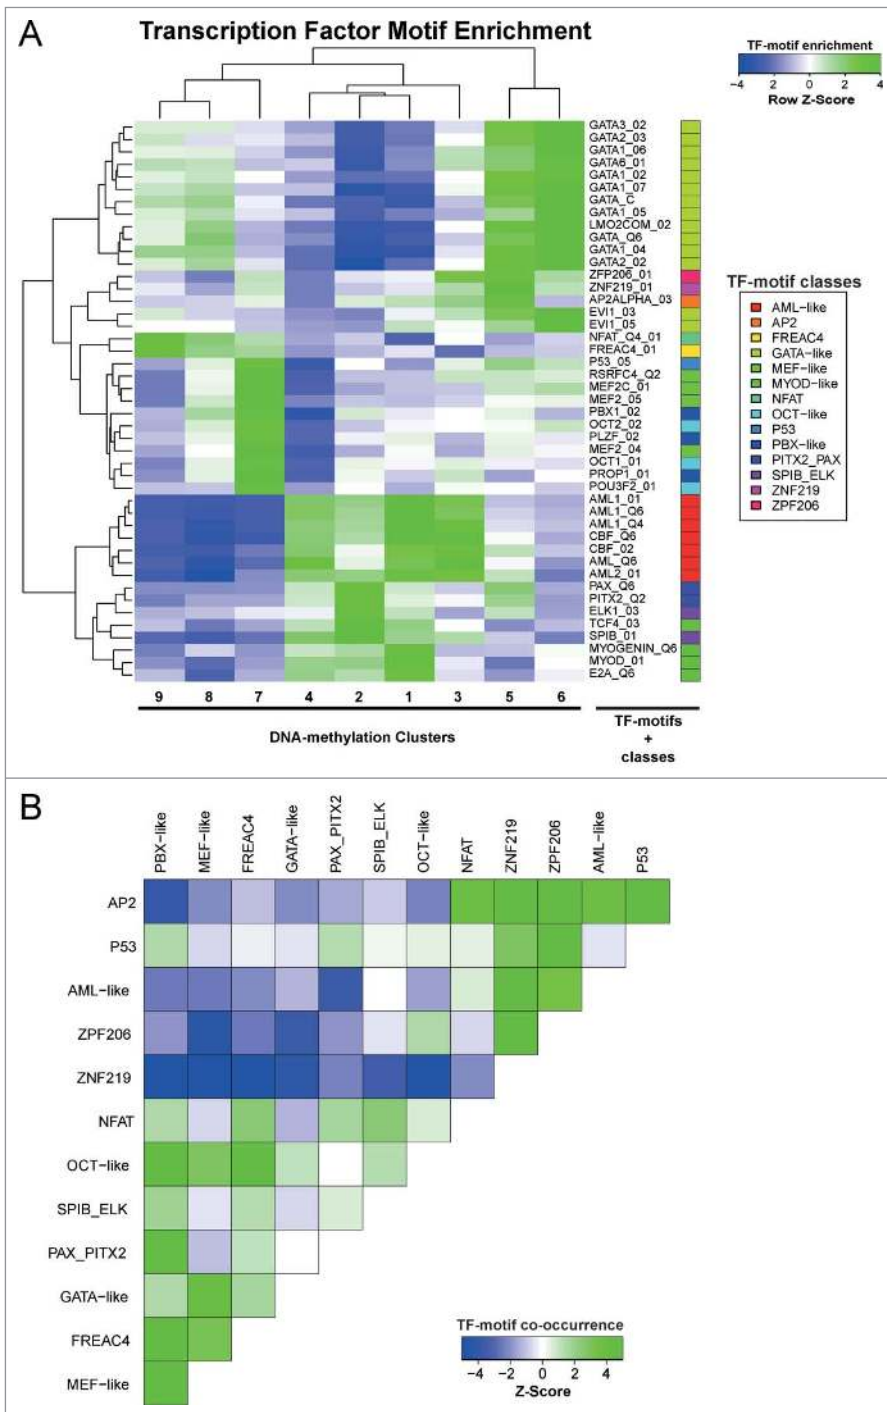 A
Transcription Factor Motif Enrichment
TF-motif enrichment
−4 −2 0 2 4
Row Z-Score
GATA3_02
GATA2_03
GATA1_06
GATA6_01
GATA1_02
GATA1_07
GATA_C
GATA1_05
LMO2COM_02
GATA_Q6
GATA1_04
GATA2_02
ZFP206_01
ZNF219_01
AP2ALPHA_03
EVI1_03
EVI1_05
NFAT_Q4_01
FREAC4_01
P53_05
RSRFC4_Q2
MEF2C_01
MEF2_05
PBX1_02
OCT2_02
PLZF_02
MEF2_04
OCT1_01
PROP1_01
POU3F2_01
AML1_01
AML1_Q6
AML1_Q4
CBF_Q6
CBF_02
AML_Q6
AML2_01
PAX_Q6
PITX2_Q2
ELK1_03
TCF4_03
SPIB_01
MYOGENIN_Q6
MYOD_01
E2A_Q6
TF-motif classes
AML−like
AP2
FREAC4
GATA−like
MEF−like
MYOD−like
NFAT
OCT−like
P53
PBX−like
PITX2_PAX
SPIB_ELK
ZNF219
ZPF206
9 8 7 4 2 1 3 5 6
DNA-methylation Clusters
TF-motifs
+
classes
B
PBX−like
MEF−like
FREAC4
GATA−like
PAX_PITX2
SPIB_ELK
OCT−like
NFAT
ZNF219
ZPF206
AML−like
P53
AP2
P53
AML−like
ZPF206
ZNF219
NFAT
OCT−like
SPIB_ELK
PAX_PITX2
GATA−like
FREAC4
MEF−like
TF-motif co-occurrence
−4 −2 0 2 4
Z-Score